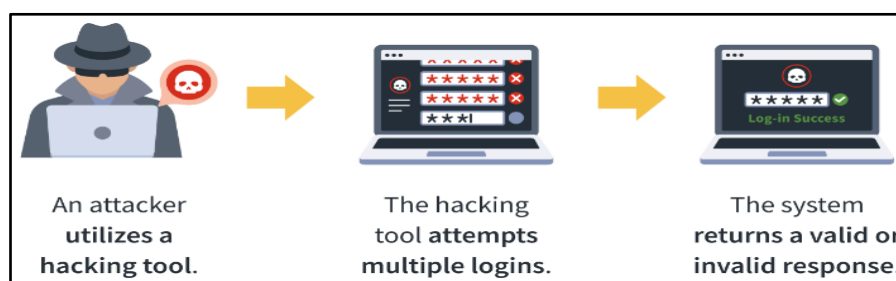 *****
*****
*****
***
*****
Log-in Success
An attacker
utilizes a
hacking tool.
The hacking
tool attempts
multiple logins.
The system
returns a valid or
invalid response.